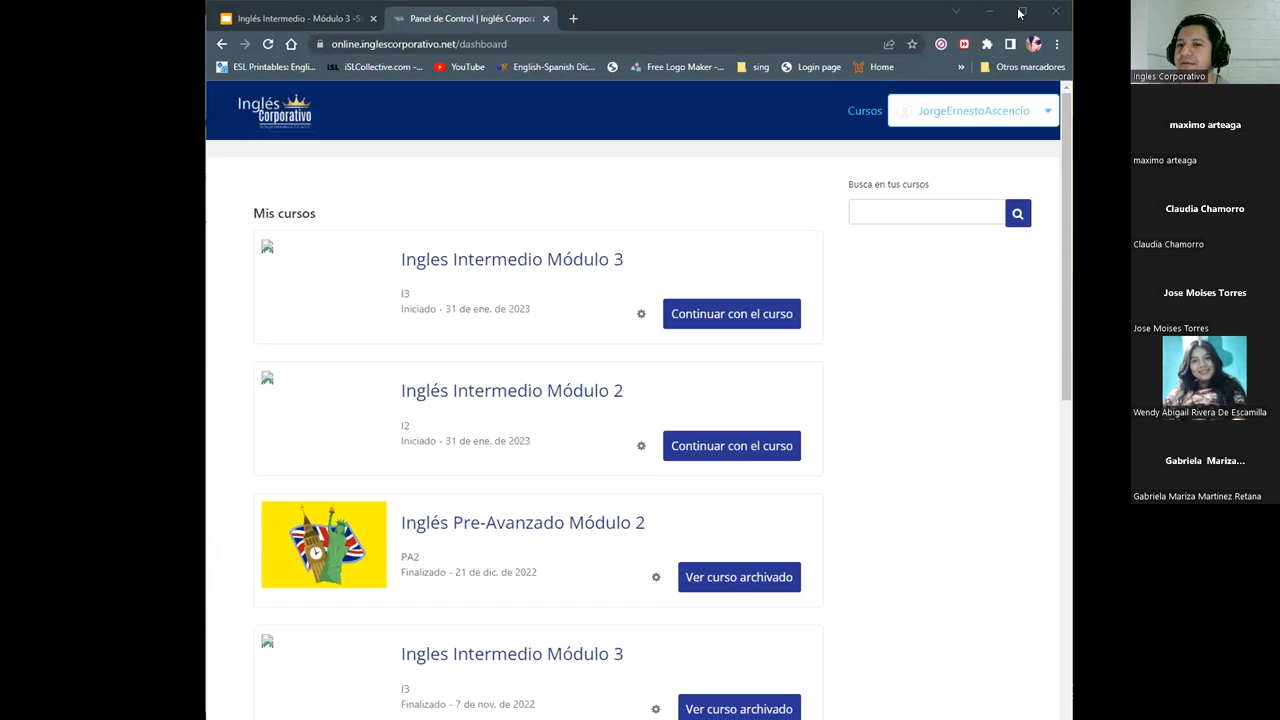 Inglés Intermedio - Módulo 3 -S
Panel de Control | Inglés Corpor
online.inglescorporativo.net/dashboard
ESL Printables: Engli...
iSL
iSLCollective.com -...
YouTube
English-Spanish Dic...
Free Logo Maker -...
sing
Login page
Home
»
Otros marcadores
Inglés
Corporativo
Cursos
JorgeErnestoAscencio
Mis cursos
Busca en tus cursos
Ingles Intermedio Módulo 3
I3
Iniciado - 31 de ene. de 2023
Continuar con el curso
Inglés Intermedio Módulo 2
I2
Iniciado - 31 de ene. de 2023
Continuar con el curso
Inglés Pre-Avanzado Módulo 2
PA2
Finalizado - 21 de dic. de 2022
Ver curso archivado
Ingles Intermedio Módulo 3
I3
Finalizado - 7 de nov. de 2022
Ver curso archivado
Ingles Corporativo
maximo arteaga
maximo arteaga
Claudia Chamorro
Claudia Chamorro
Jose Moises Torres
Jose Moises Torres
Wendy Abigail Rivera De Escamilla
Gabriela Mariza...
Gabriela Mariza Martinez Retana